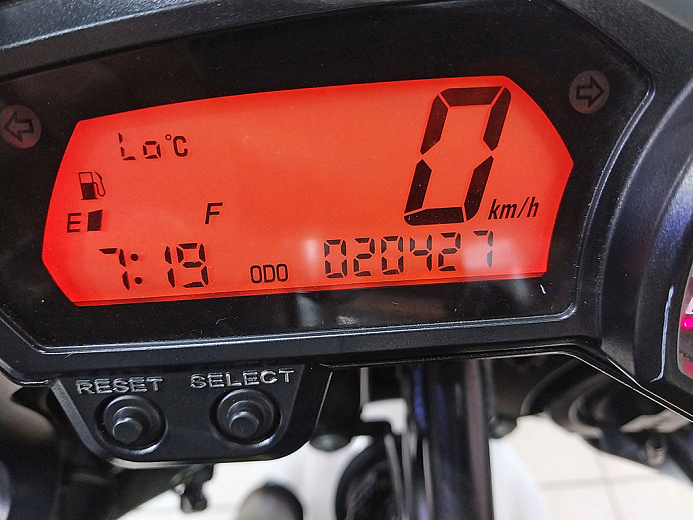 Lo°C
0 km/h
E F
7:19 ODO 020427
RESET SELECT